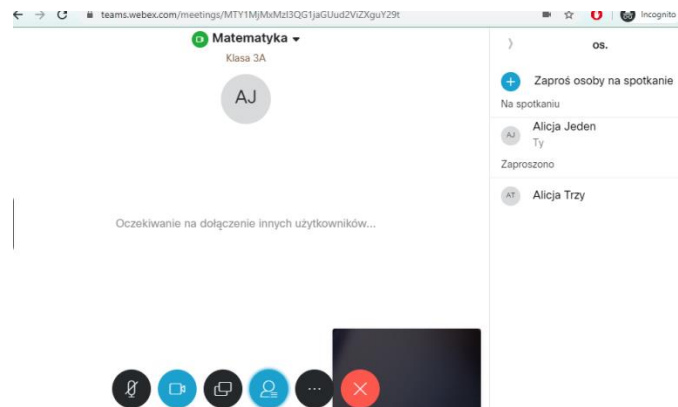 teams.webex.com/meetings/MTY1MjMxMzI3QG1jaGUud2ViZXguY29t
Incognito
Matematyka
Klasa 3A
AJ
Oczekiwanie na dołączenie innych użytkowników...
os.
Zaproś osoby na spotkanie
Na spotkaniu
AJ
Alicja Jeden
Ty
Zaproszono
AT
Alicja Trzy